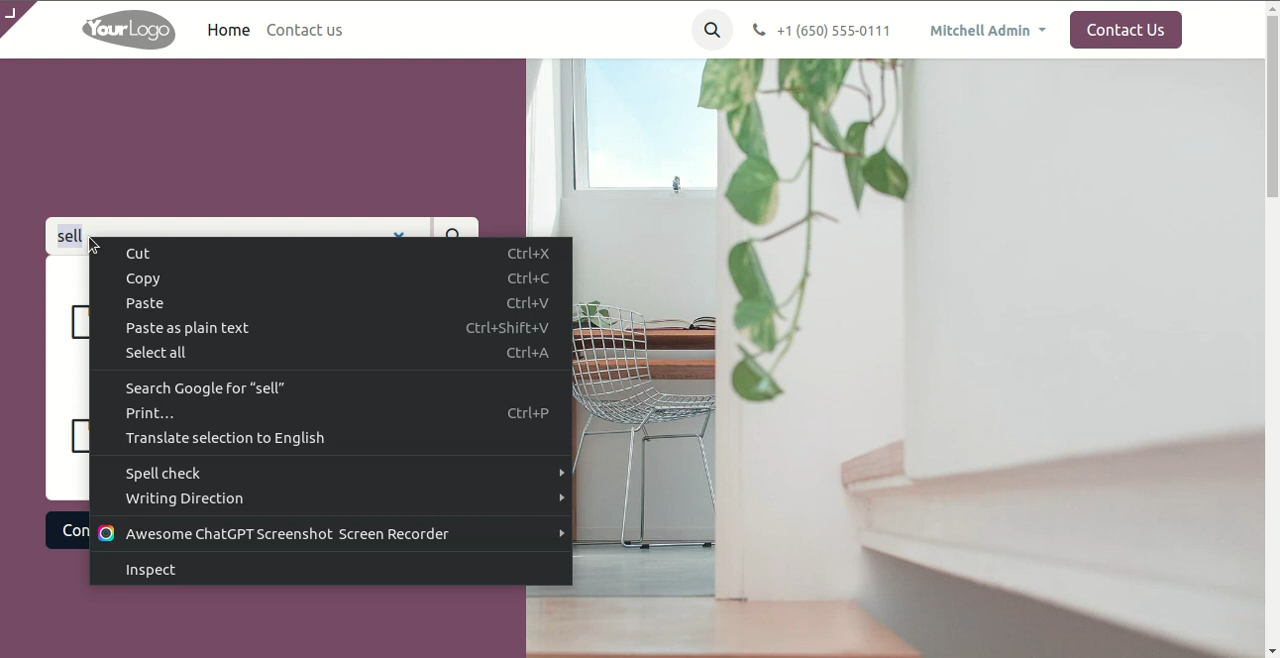 YourLogo
Home
Contact us
+1 (650) 555-0111
Mitchell Admin
Contact Us
sell
Cut Ctrl+X
Copy Ctrl+C
Paste Ctrl+V
Paste as plain text Ctrl+Shift+V
Select all Ctrl+A
Search Google for “sell”
Print… Ctrl+P
Translate selection to English
Spell check
Writing Direction
Awesome ChatGPT Screenshot Screen Recorder
Inspect